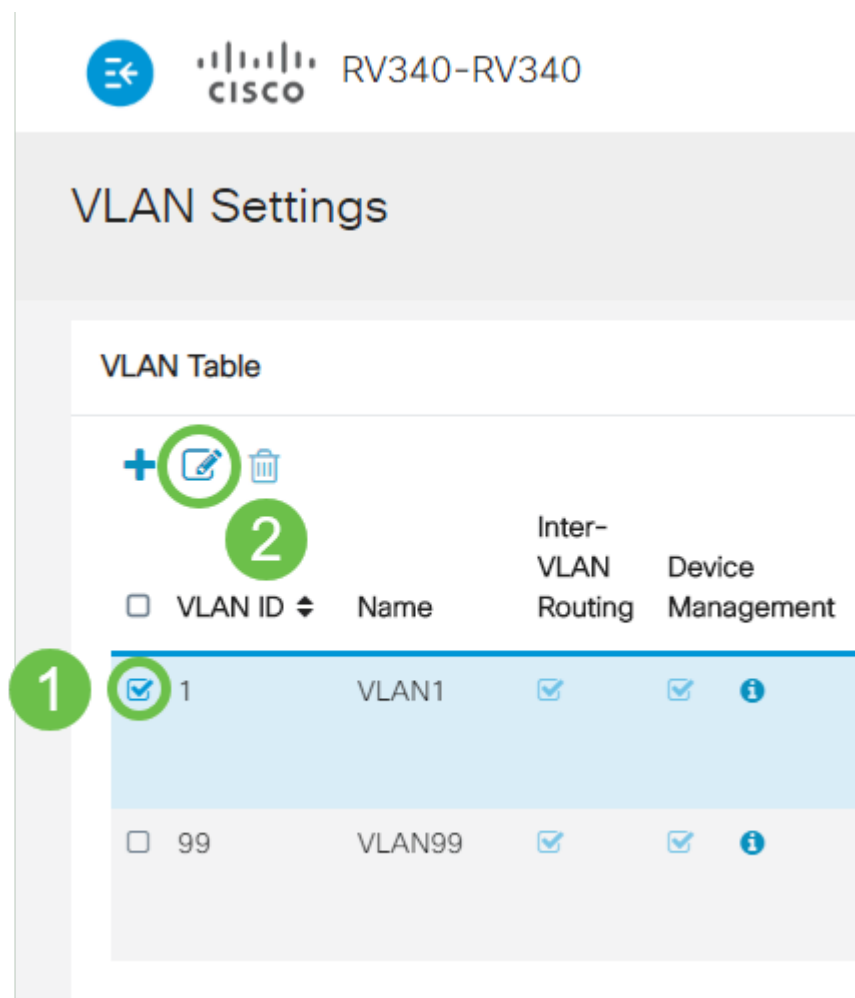 CISCO RV340-RV340
VLAN Settings
VLAN Table
2
Inter-
VLAN Device
VLAN ID Name Routing Management
1 1 VLAN1
99 VLAN99